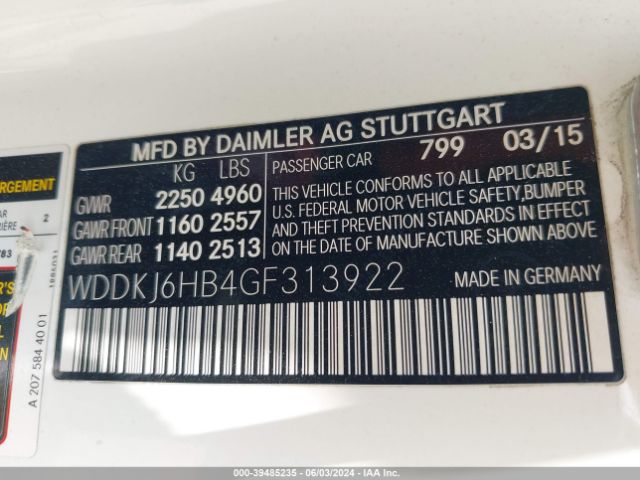 MFD BY DAIMLER AG STUTTGART
KG LBS
GVWR 2250 4960
GAWR FRONT 1160 2557
GAWR REAR 1140 2513
PASSENGER CAR 799 03/15
THIS VEHICLE CONFORMS TO ALL APPLICABLE
U.S. FEDERAL MOTOR VEHICLE SAFETY, BUMPER
AND THEFT PREVENTION STANDARDS IN EFFECT
ON THE DATE OF MANUFACTURE SHOWN ABOVE.
WDDKJ6HB4GF313922 MADE IN GERMANY
ARGEMENT
2
A 207 584 40 01
000-39485235 - 06/03/2024 - IAA Inc.